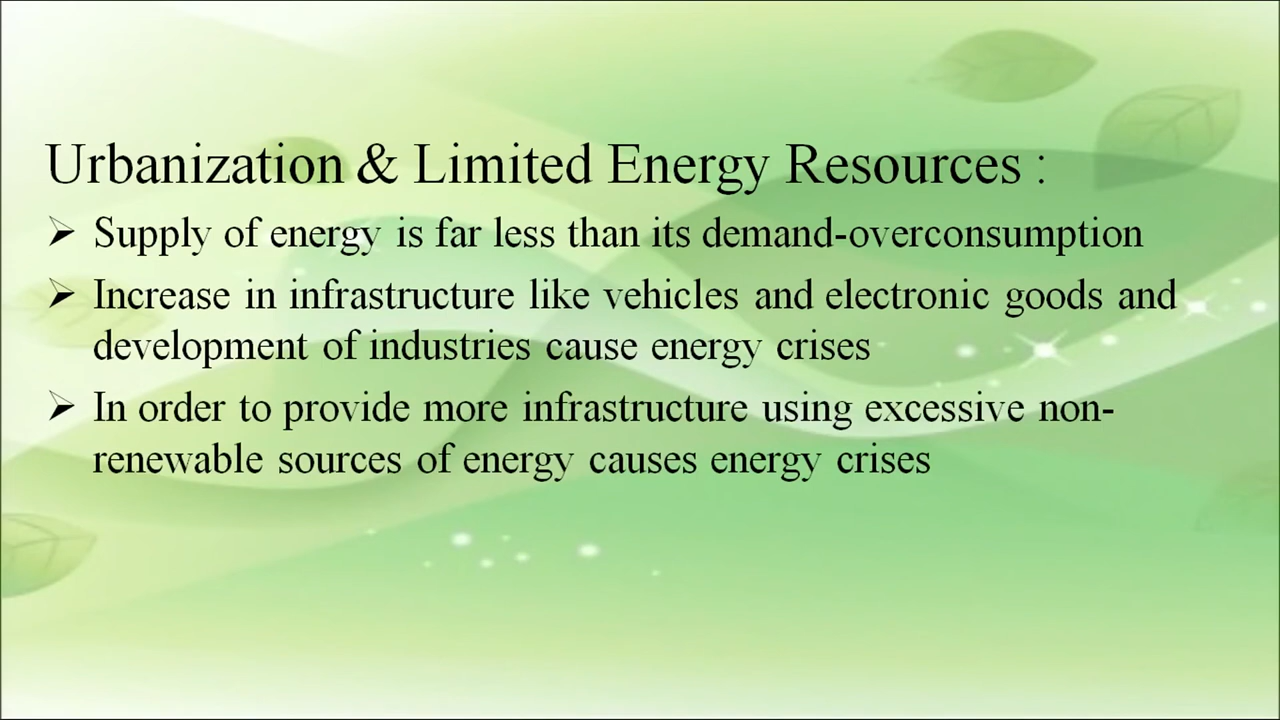 Urbanization & Limited Energy Resources :
➢ Supply of energy is far less than its demand-overconsumption
➢ Increase in infrastructure like vehicles and electronic goods and
development of industries cause energy crises
➢ In order to provide more infrastructure using excessive non-
renewable sources of energy causes energy crises